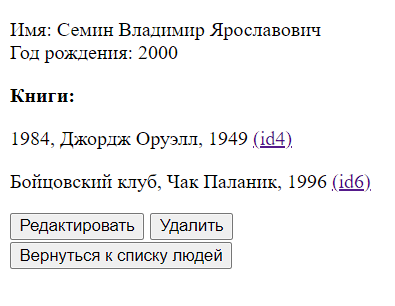 Имя: Семин Владимир Ярославович
Год рождения: 2000
Книги:
1984, Джордж Оруэлл, 1949 (id4)
Бойцовский клуб, Чак Паланик, 1996 (id6)
Редактировать Удалить
Вернуться к списку людей